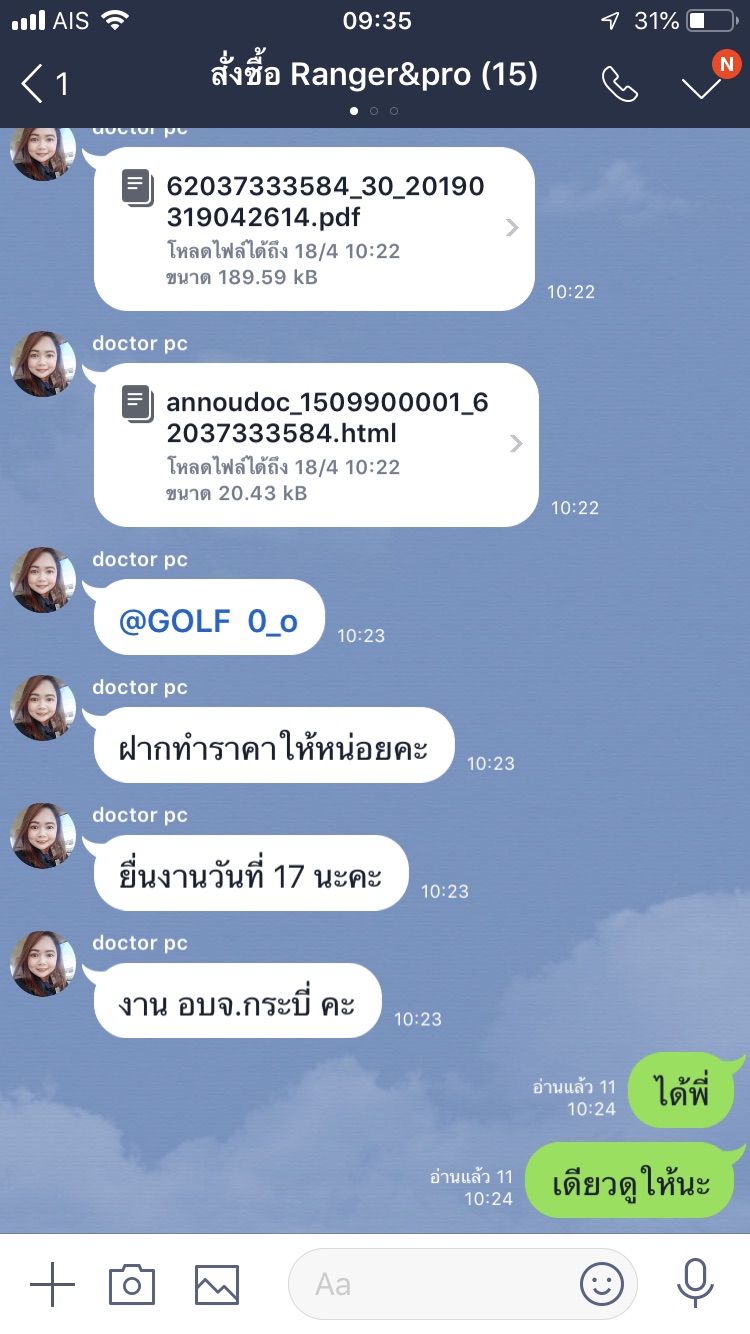 AIS
09:35
31%
1
สั่งซื้อ Ranger&pro (15)
N
doctor pc
62037333584_30_20190
319042614.pdf
โหลดไฟล์ได้ถึง 18/4 10:22
ขนาด 189.59 kB
10:22
doctor pc
annoudoc_1509900001_6
2037333584.html
โหลดไฟล์ได้ถึง 18/4 10:22
ขนาด 20.43 kB
10:22
doctor pc
@GOLF 0_o
10:23
doctor pc
ฝากทำราคาให้หน่อยคะ
10:23
doctor pc
ยื่นงานวันที่ 17 นะคะ
10:23
doctor pc
งาน อบจ.กระบี่ คะ
10:23
ได้พี่
อ่านแล้ว 11
10:24
เดียวดูให้นะ
อ่านแล้ว 11
10:24
Aa